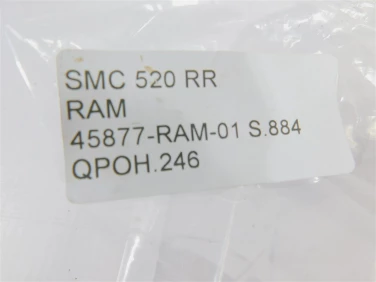 SMC 520 RR
RAM
45877-RAM-01 S.884
QPOH.246